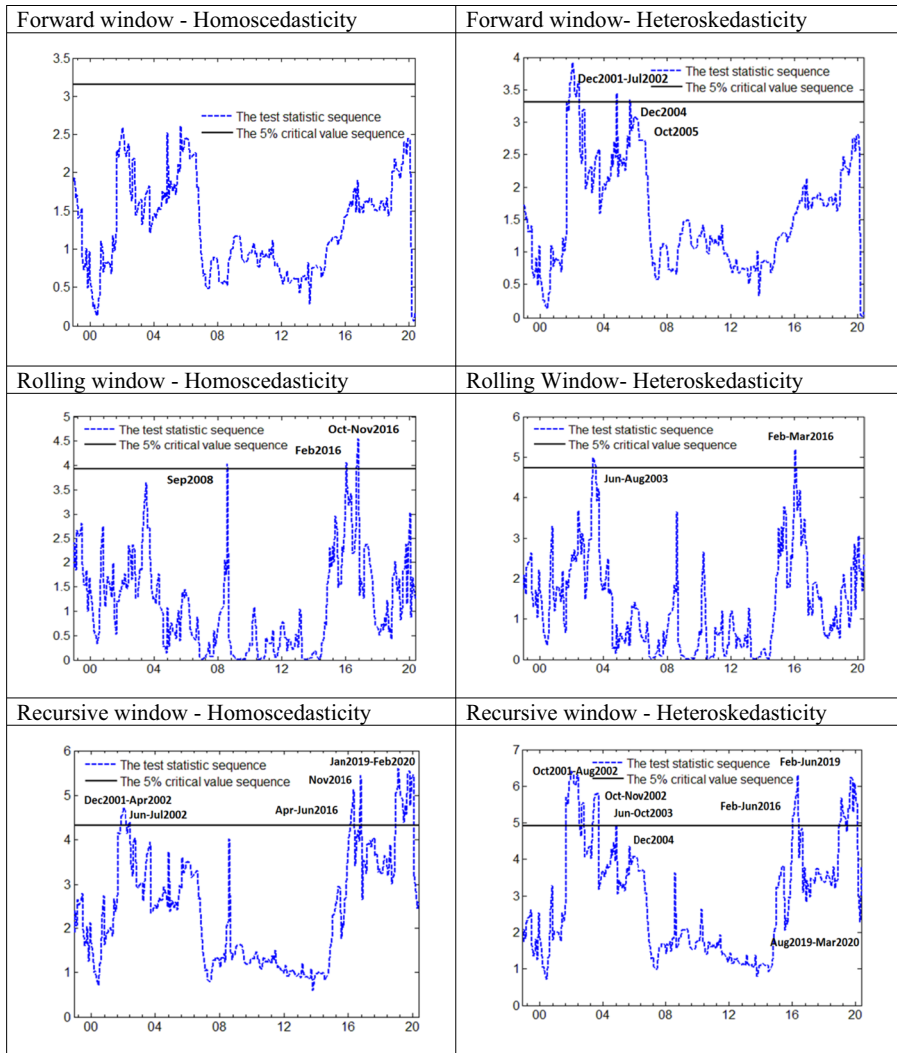 Forward window - Homoscedasticity
3.5
3
2.5
2
1.5
1
0.5
0
The test statistic sequence
The 5% critical value sequence
00 04 08 12 16 20
Forward window- Heteroskedasticity
4
3.5
3
2.5
2
1.5
1
0.5
0
Dec2001-Jul2002
The test statistic sequence
The 5% critical value sequence
Dec2004
Oct2005
00 04 08 12 16 20
Rolling window - Homoscedasticity
5
4.5
4
3.5
3
2.5
2
1.5
1
0.5
0
The test statistic sequence
The 5% critical value sequence
Oct-Nov2016
Feb2016
Sep2008
00 04 08 12 16 20
Rolling Window- Heteroskedasticity
6
5
4
3
2
1
0
The test statistic sequence
The 5% critical value sequence
Feb-Mar2016
Jun-Aug2003
00 04 08 12 16 20
Recursive window - Homoscedasticity
6
5
4
3
2
1
0
The test statistic sequence
The 5% critical value sequence
Jan2019-Feb2020
Nov2016
Dec2001-Apr2002
Jun-Jul2002
Apr-Jun2016
00 04 08 12 16 20
Recursive window - Heteroskedasticity
7
6
5
4
3
2
1
0
The test statistic sequence
Oct2001-Aug2002
The 5% critical value sequence
Feb-Jun2019
Oct-Nov2002
Feb-Jun2016
Jun-Oct2003
Dec2004
Aug2019-Mar2020
00 04 08 12 16 20